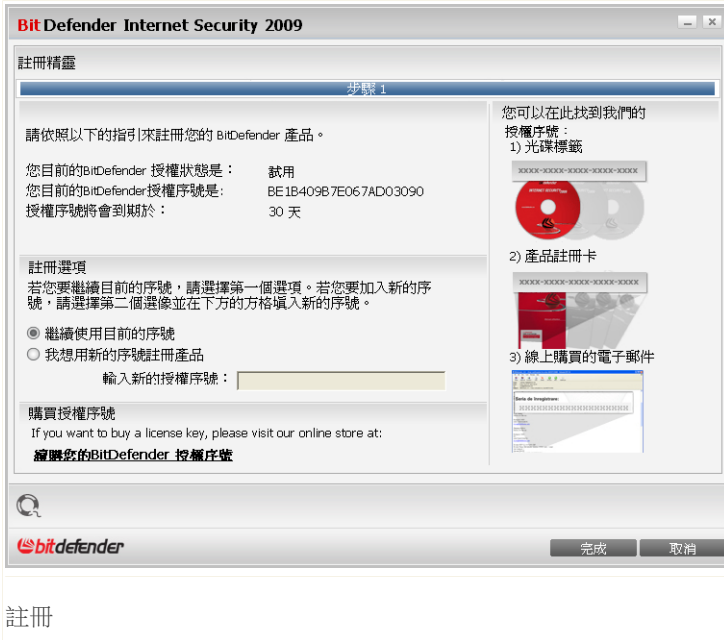 BitDefender Internet Security 2009
註冊精靈
步驟 1
請依照以下的指引來註冊您的 BitDefender 產品。
您目前的BitDefender 授權狀態是： 試用
您目前的BitDefender授權序號是: BE1B409B7E067AD03090
授權序號將會到期於： 30 天
註冊選項
若您要繼續目前的序號，請選擇第一個選項。若您要加入新的序
號，請選擇第二個選像並在下方的方格填入新的序號。
繼續使用目前的序號
我想用新的序號註冊產品
輸入新的授權序號：
購買授權序號
If you want to buy a license key, please visit our online store at:
續購您的BitDefender 授權序號
您可以在此找到我們的
授權序號：
1) 光碟標籤
xxxx-xxxx-xxxx-xxxx-xxxx
2) 產品註冊卡
xxxx-xxxx-xxxx-xxxx-xxxx
3) 線上購買的電子郵件
bitdefender
完成 取消
註冊